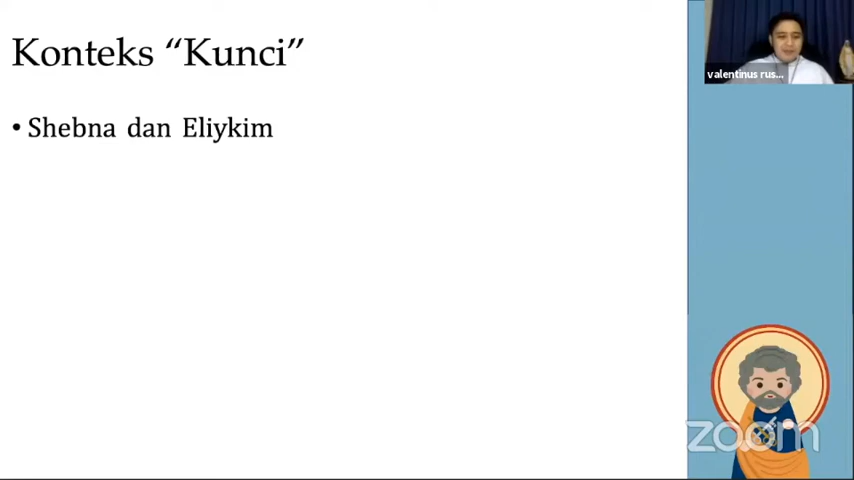 Konteks “Kunci”
valentinus rus...
• Shebna dan Eliykim
zoom